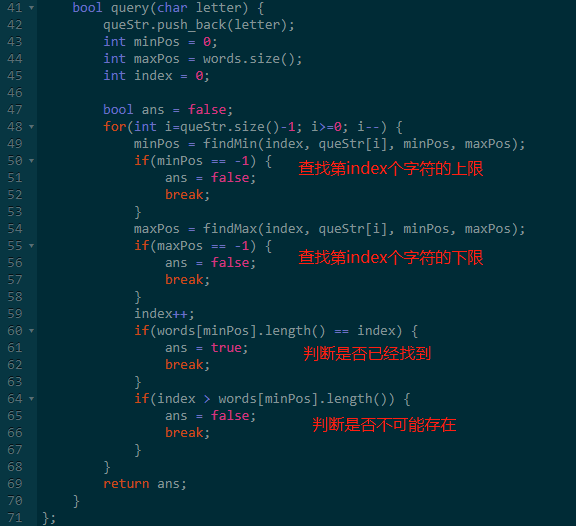 41 bool query(char letter) {
42 queStr.push_back(letter);
43 int minPos = 0;
44 int maxPos = words.size();
45 int index = 0;
46
47 bool ans = false;
48 for(int i=queStr.size()-1; i>=0; i--) {
49 minPos = findMin(index, queStr[i], minPos, maxPos);
50 if(minPos == -1) { 查找第index个字符的上限
51 ans = false;
52 break;
53 }
54 maxPos = findMax(index, queStr[i], minPos, maxPos);
55 if(maxPos == -1) { 查找第index个字符的下限
56 ans = false;
57 break;
58 }
59 index++;
60 if(words[minPos].length() == index) {
61 ans = true; 判断是否已经找到
62 break;
63 }
64 if(index > words[minPos].length()) {
65 ans = false; 判断是否不可能存在
66 break;
67 }
68 }
69 return ans;
70 }
71 };